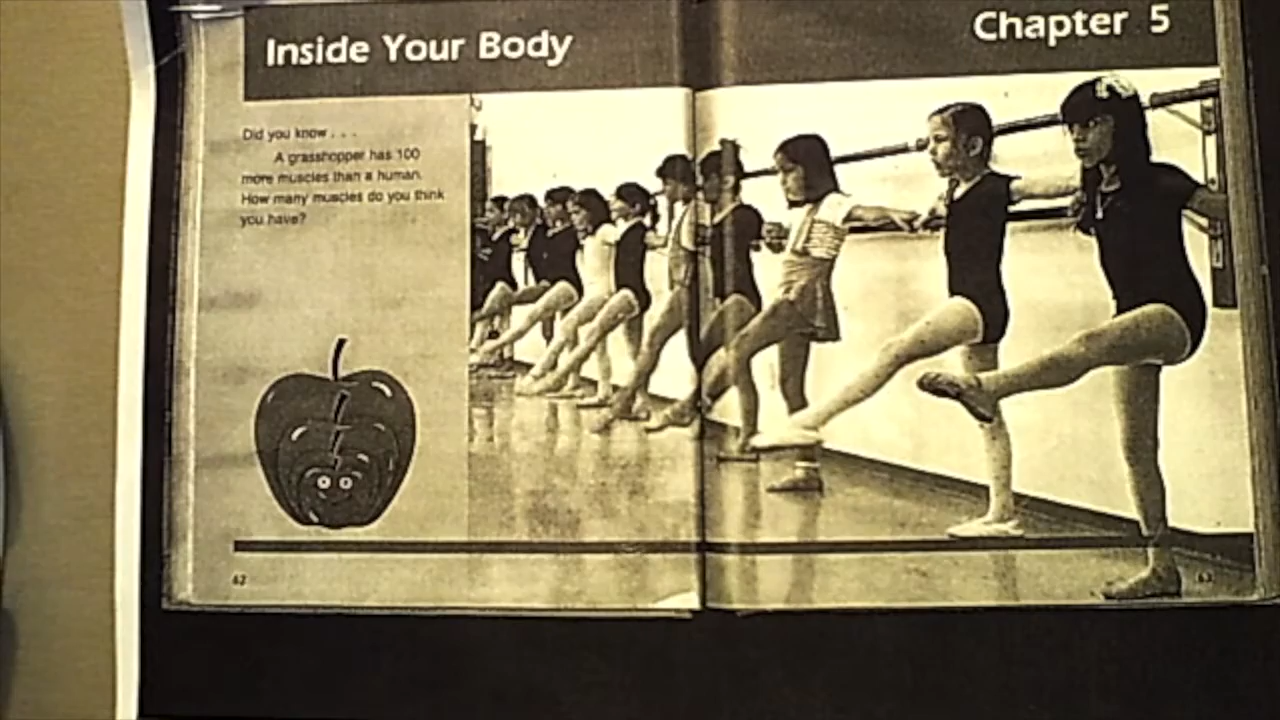 Inside Your Body
Chapter 5
Did you know . . .
A grasshopper has 100
more muscles than a human.
How many muscles do you think
you have?
62
63